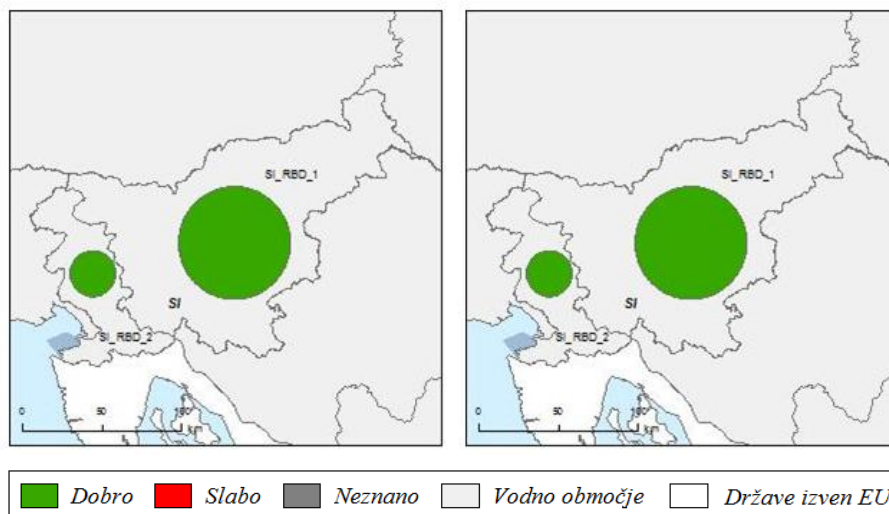 SI_RBD_1
SI
SI_RBD_2
0 50 100
km
SI_RBD_1
SI
SI_RBD_2
0 50 100
km
Dobro Slabo Neznano Vodno območje Države izven EU